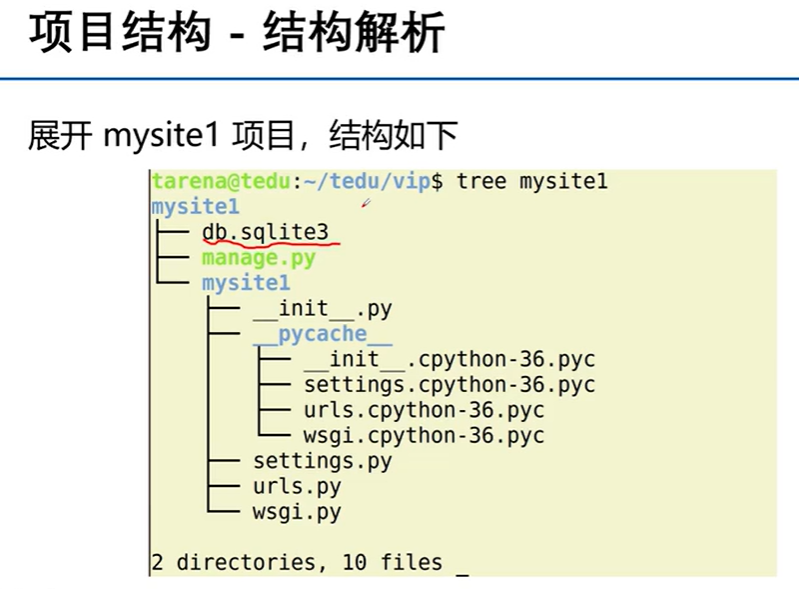 项目结构 - 结构解析
展开 mysite1 项目，结构如下
tarena@tedu:~/tedu/vip$ tree mysite1
mysite1
├── db.sqlite3
├── manage.py
└── mysite1
    ├── __init__.py
    ├── __pycache__
    │   ├── __init__.cpython-36.pyc
    │   ├── settings.cpython-36.pyc
    │   ├── urls.cpython-36.pyc
    │   └── wsgi.cpython-36.pyc
    ├── settings.py
    ├── urls.py
    └── wsgi.py
2 directories, 10 files